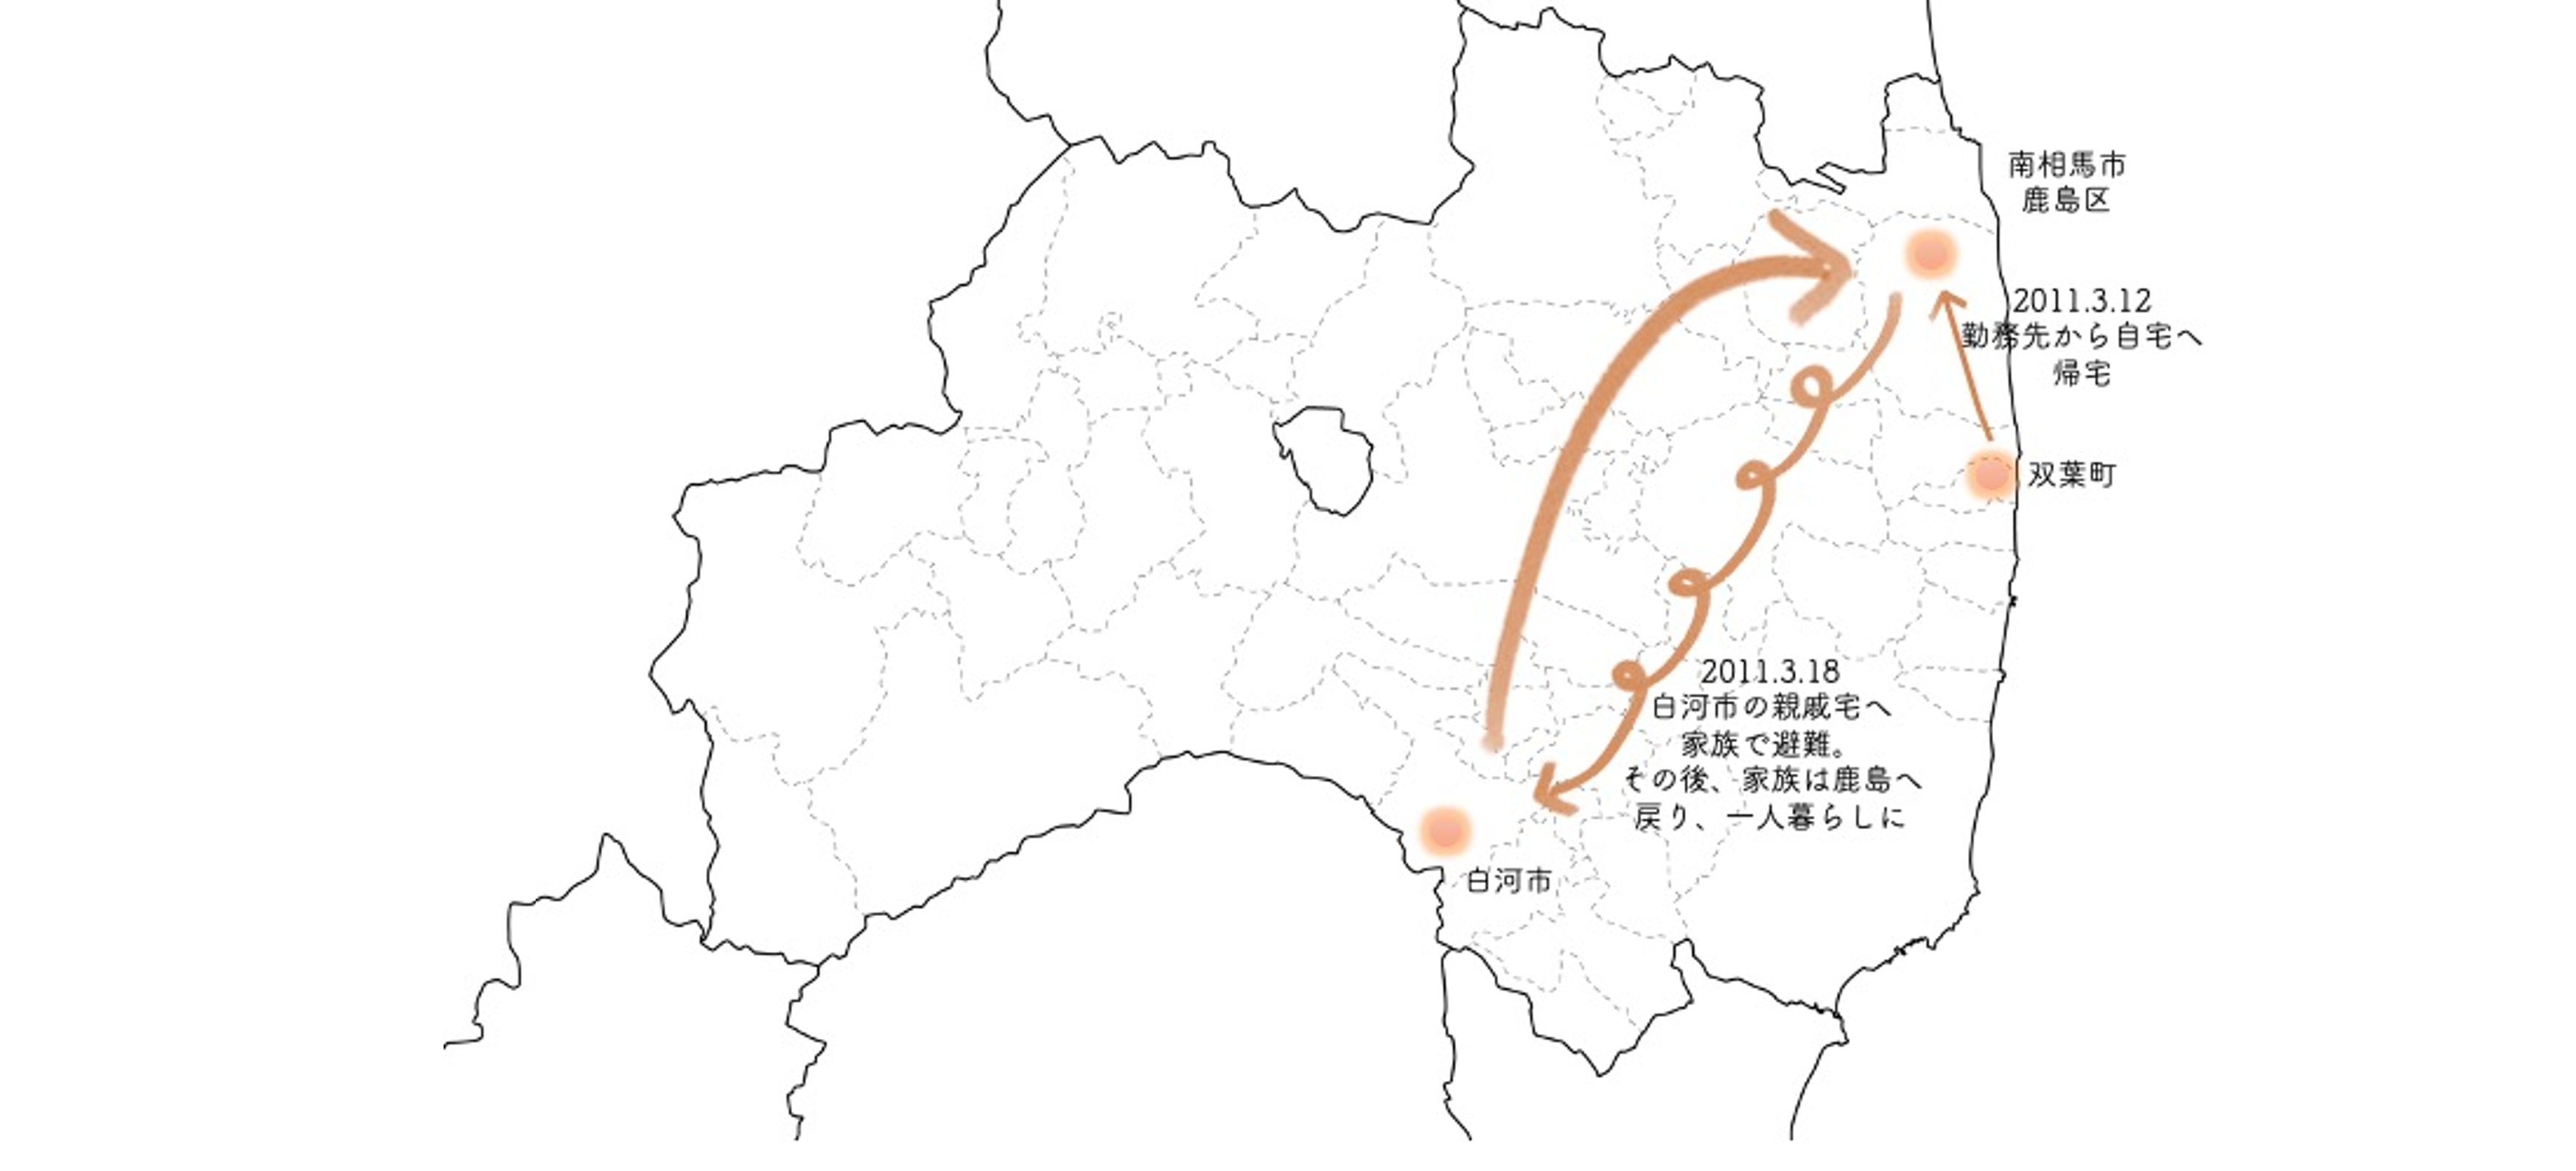 南相馬市
鹿島区
2011.3.12
勤務先から自宅へ
帰宅
双葉町
2011.3.18
白河市の親戚宅へ
家族で避難。
その後、家族は鹿島へ
戻り、一人暮らしに
白河市